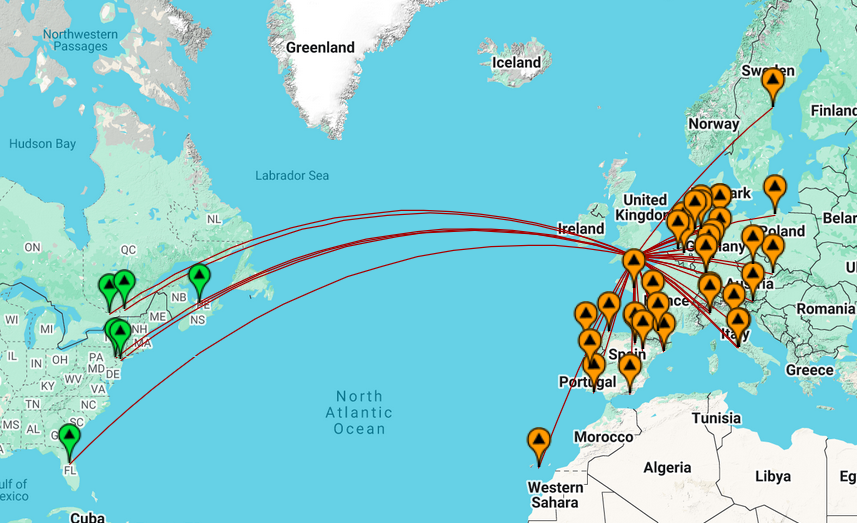 Northwestern
Passages
Greenland
Iceland
Sweden
Finland
Norway
Hudson Bay
Labrador Sea
United
Kingdom
Ireland
NL
ON
QC
Poland
Belar
Germany
NB
NS
ME
Austria
WI
MI
NH
MA
Romania
Italy
IL
IN
OH
PA
MD
DE
WV
KY
VA
Spain
Greece
TN
NC
Portugal
North
Atlantic
Ocean
MS
AL
SC
Tunisia
Morocco
FL
Algeria
Libya
Eg
ulf of
exico
Western
Sahara
Cuba